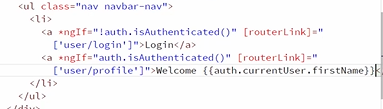 <ul class="nav navbar-nav">
<li>
<a *ngIf="!auth.isAuthenticated()" [routerLink]=
"['user/login']">Login</a>
<a *ngIf="auth.isAuthenticated()" [routerLink]=
"['user/profile']">Welcome {{auth.currentUser.firstName}}<
</li>
</ul>
</div>